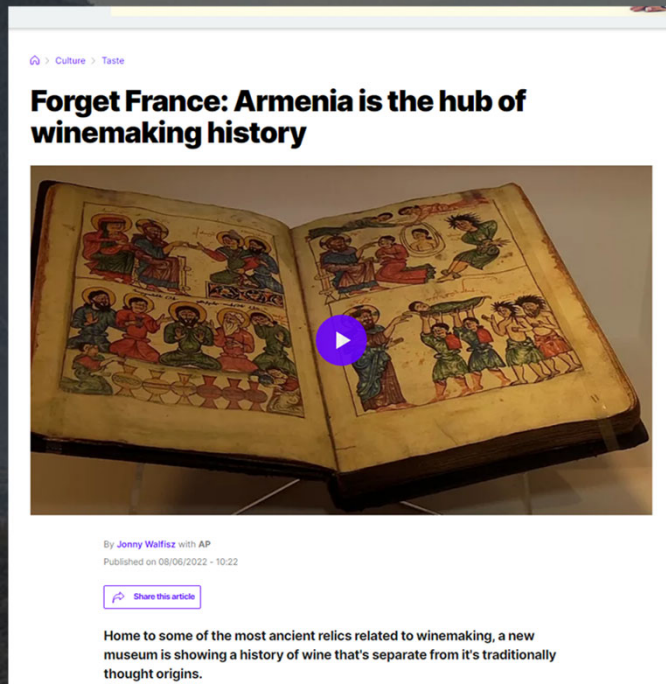 Culture > Taste
Forget France: Armenia is the hub of
winemaking history
By Jonny Walfisz with AP
Published on 08/06/2022 - 10:22
Share this article
Home to some of the most ancient relics related to winemaking, a new
museum is showing a history of wine that's separate from it's traditionally
thought origins.